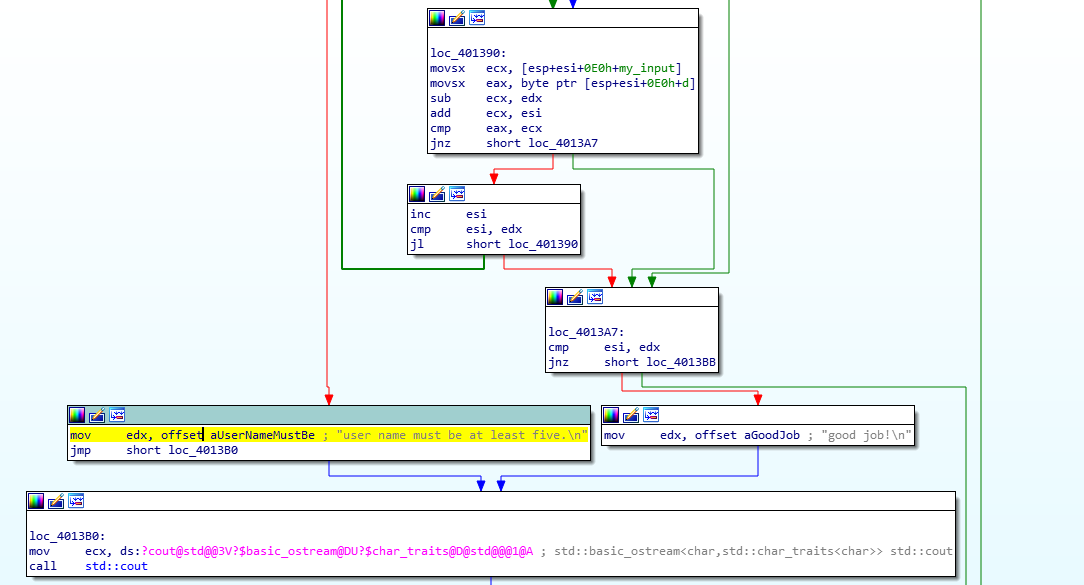 loc_401390:
movsx ecx, [esp+esi+0E0h+my_input]
movsx eax, byte ptr [esp+esi+0E0h+d]
sub ecx, edx
add ecx, esi
cmp eax, ecx
jnz short loc_4013A7
inc esi
cmp esi, edx
jl short loc_401390
loc_4013A7:
cmp esi, edx
jnz short loc_4013BB
mov edx, offset aUserNameMustBe ; "user name must be at least five.\n"
jmp short loc_4013B0
mov edx, offset aGoodJob ; "good job!\n"
loc_4013B0:
mov ecx, ds:?cout@std@@3V?$basic_ostream@DU?$char_traits@D@std@@@1@A ; std::basic_ostream<char,std::char_traits<char>> std::cout
call std::cout